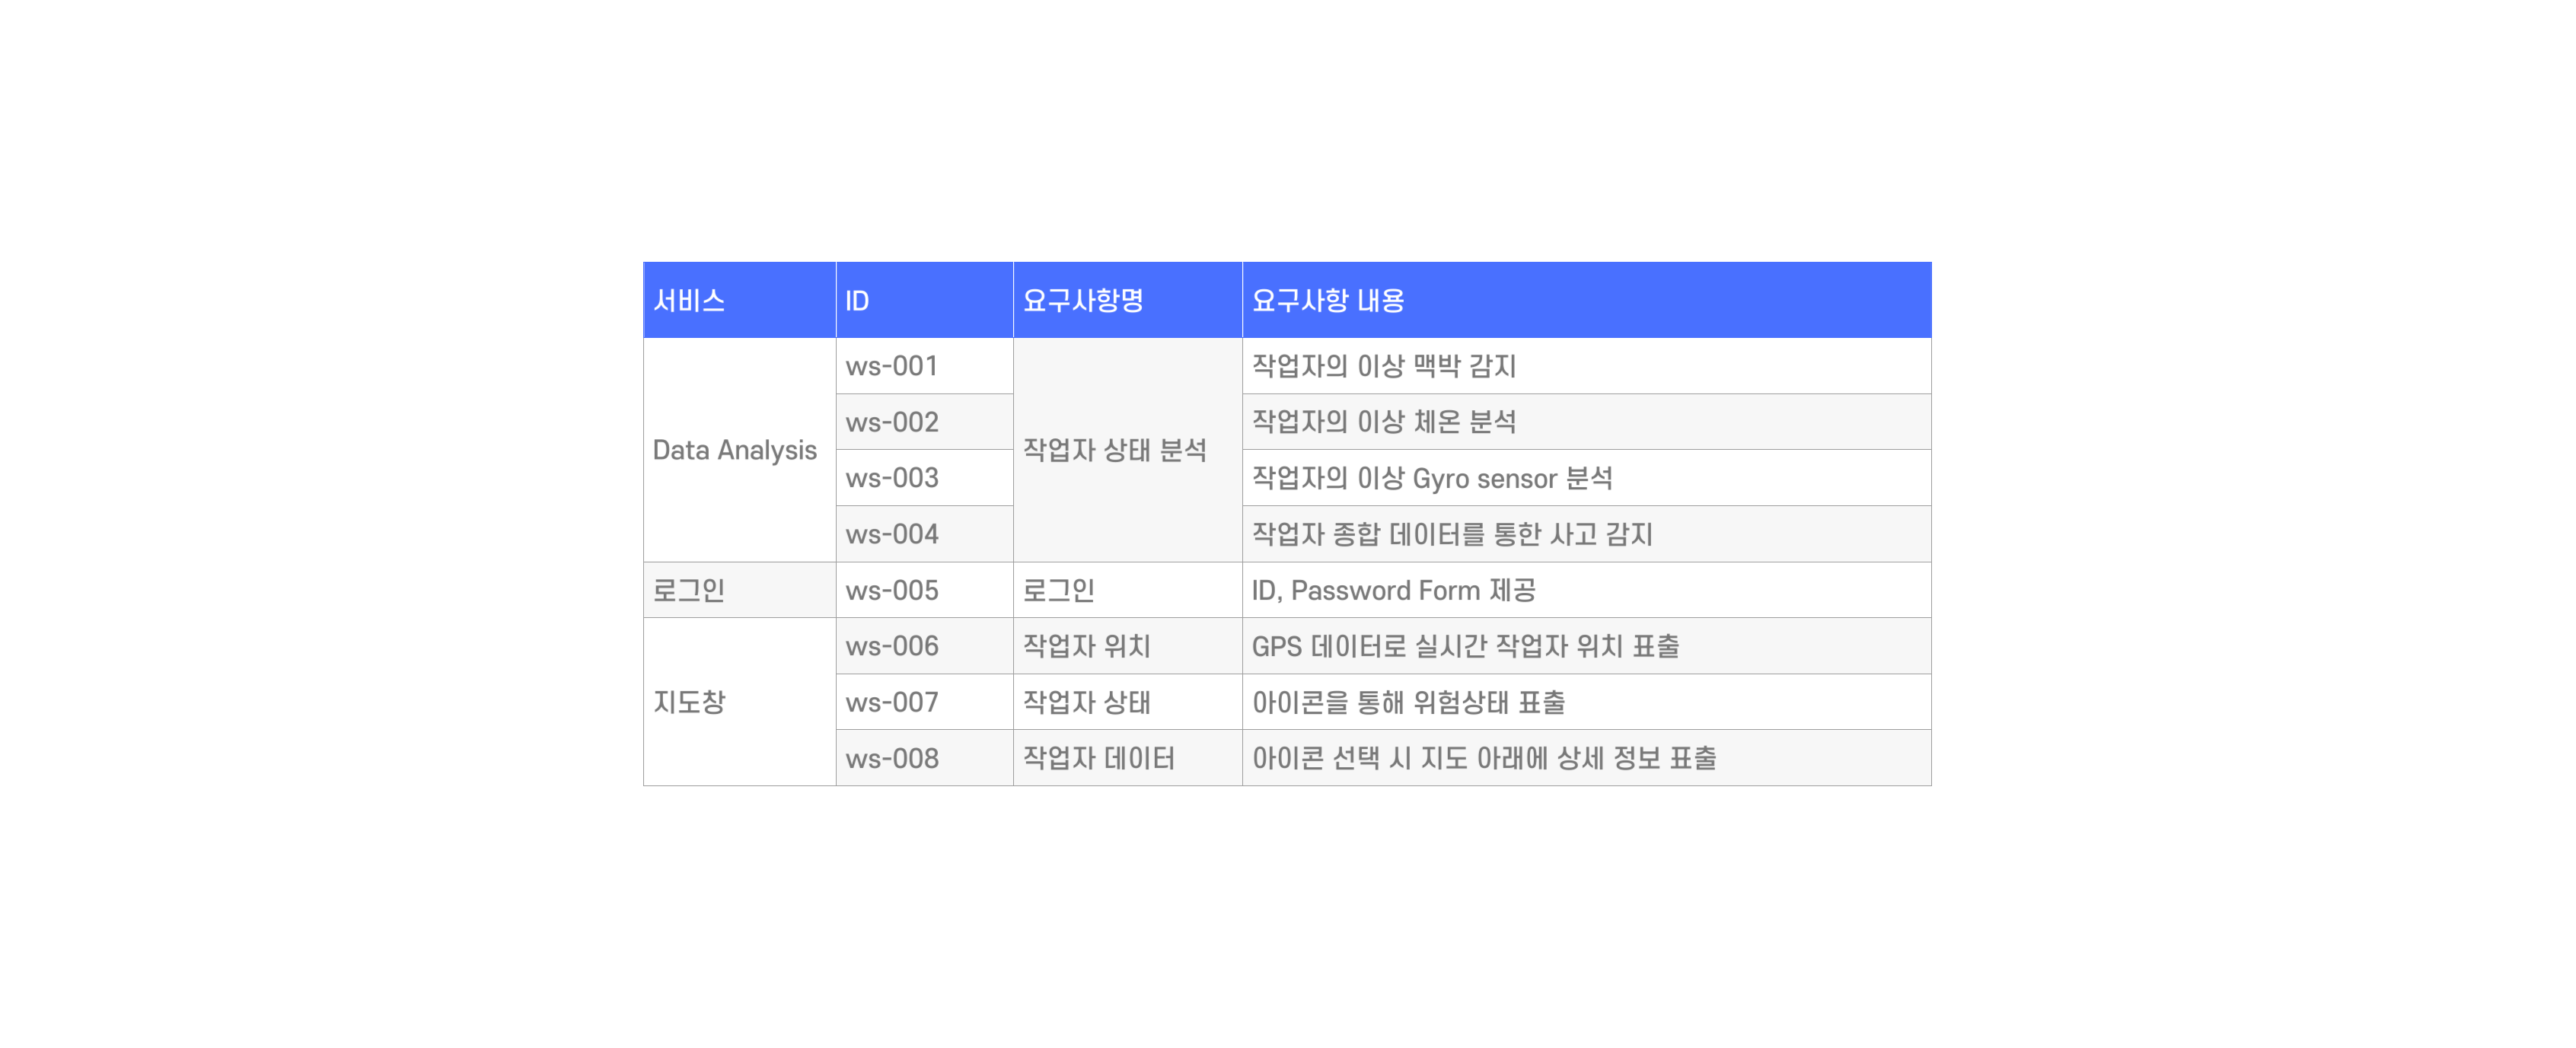 서비스 ID 요구사항명 요구사항 내용
Data Analysis ws-001 작업자 상태 분석 작업자의 이상 맥박 감지
ws-002 작업자의 이상 체온 분석
ws-003 작업자의 이상 Gyro sensor 분석
ws-004 작업자 종합 데이터를 통한 사고 감지
로그인 ws-005 로그인 ID, Password Form 제공
지도창 ws-006 작업자 위치 GPS 데이터로 실시간 작업자 위치 표출
ws-007 작업자 상태 아이콘을 통해 위험상태 표출
ws-008 작업자 데이터 아이콘 선택 시 지도 아래에 상세 정보 표출